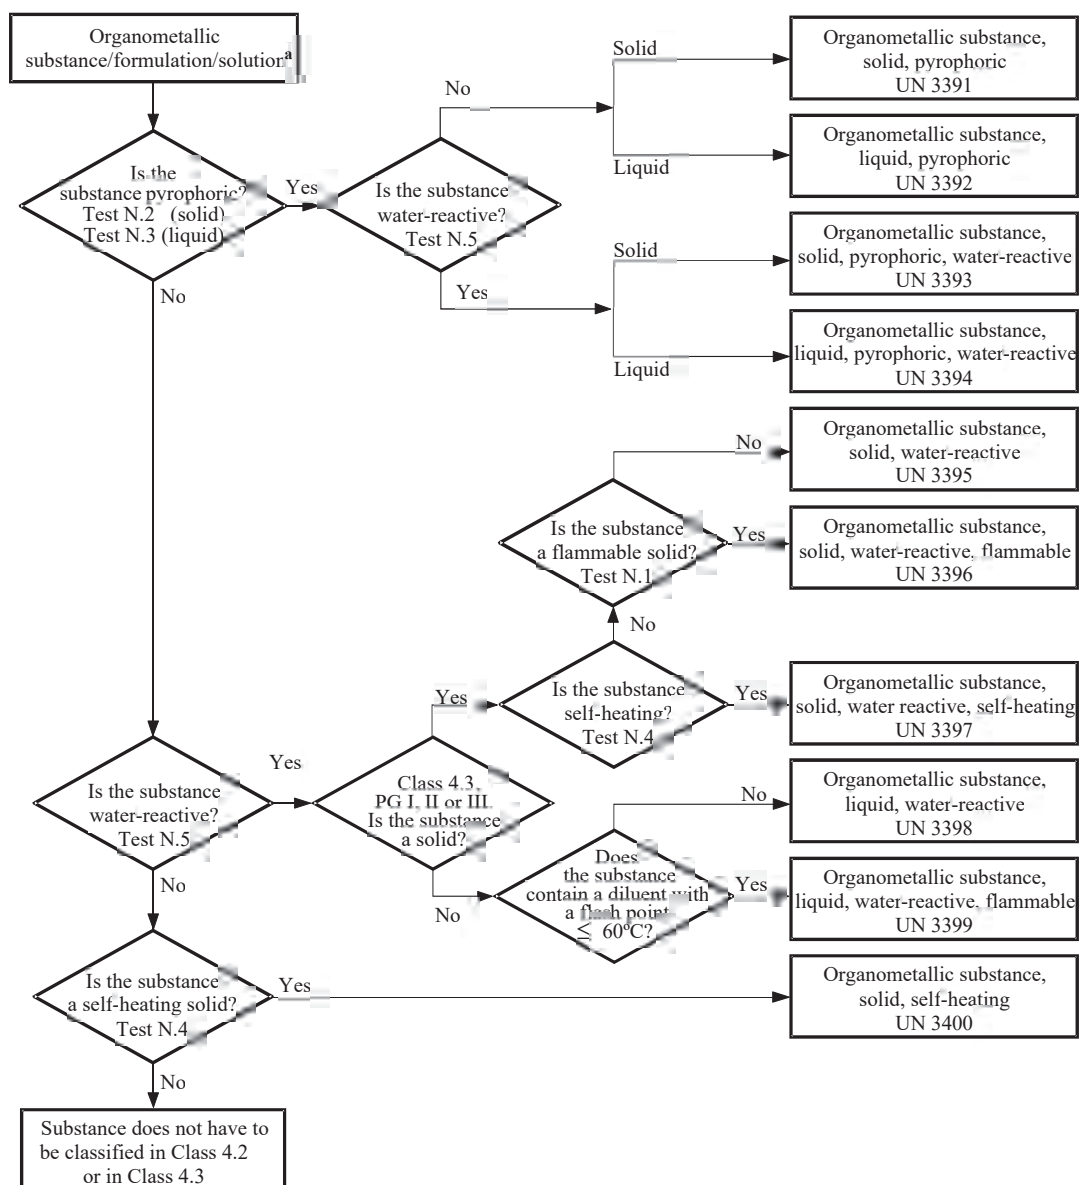 Organometallic
substance/formulation/solutionᵃ
Is the
substance pyrophoric?
Test N.2 (solid)
Test N.3 (liquid)
Yes
No
Is the substance
water-reactive?
Test N.5
No
Yes
Solid
Liquid
Solid
Liquid
Organometallic substance,
solid, pyrophoric
UN 3391
Organometallic substance,
liquid, pyrophoric
UN 3392
Organometallic substance,
solid, pyrophoric, water-reactive
UN 3393
Organometallic substance,
liquid, pyrophoric, water-reactive
UN 3394
Organometallic substance,
solid, water-reactive
UN 3395
No
Is the substance
a flammable solid?
Test N.1
Yes
Organometallic substance,
solid, water-reactive, flammable
UN 3396
No
Is the substance
self-heating?
Test N.4
Yes
Organometallic substance,
solid, water reactive, self-heating
UN 3397
Yes
Is the substance
water-reactive?
Test N.5
Yes
Class 4.3,
PG I, II or III.
Is the substance
a solid?
No
Organometallic substance,
liquid, water-reactive
UN 3398
No
Does
the substance
contain a diluent with
a flash point
≤ 60ºC?
Yes
Organometallic substance,
liquid, water-reactive, flammable
UN 3399
No
Is the substance
a self-heating solid?
Test N.4
Yes
Organometallic substance,
solid, self-heating
UN 3400
No
Substance does not have to
be classified in Class 4.2
or in Class 4.3